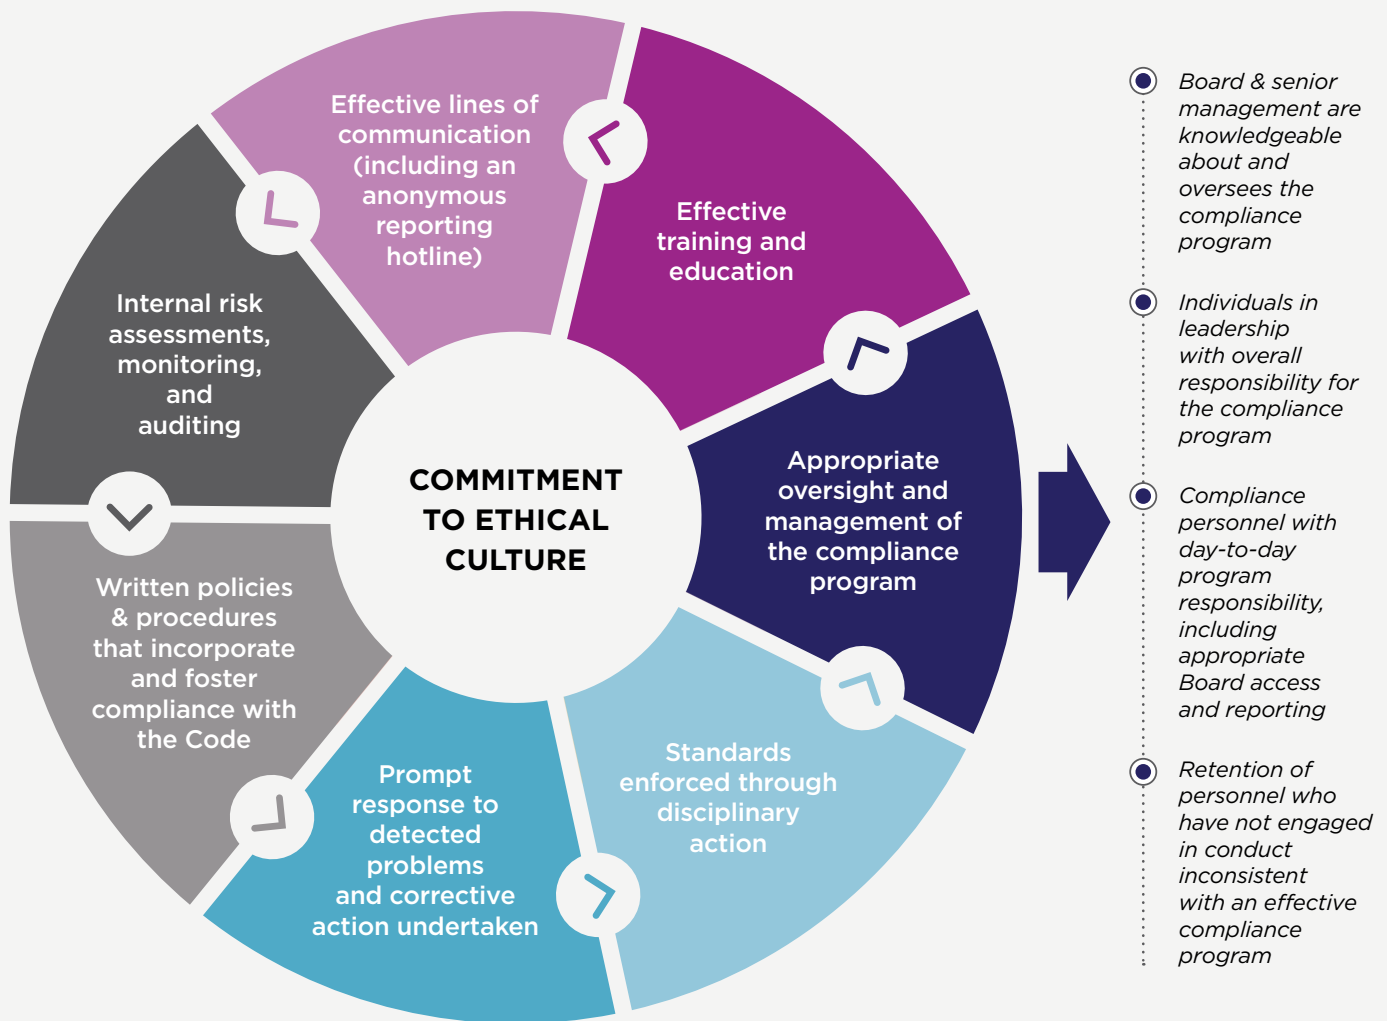 Effective lines of
communication
(including an
anonymous
reporting
hotline)
Effective
training and
education
Internal risk
assessments,
monitoring,
and
auditing
COMMITMENT
TO ETHICAL
CULTURE
Appropriate
oversight and
management of
the compliance
program
Written policies
& procedures
that incorporate
and foster
compliance with
the Code
Prompt
response to
detected
problems
and corrective
action undertaken
Standards
enforced through
disciplinary
action
Board & senior
management are
knowledgeable
about and
oversees the
compliance
program
Individuals in
leadership
with overall
responsibility for
the compliance
program
Compliance
personnel with
day-to-day
program
responsibility,
including
appropriate
Board access
and reporting
Retention of
personnel who
have not engaged
in conduct
inconsistent
with an effective
compliance
program